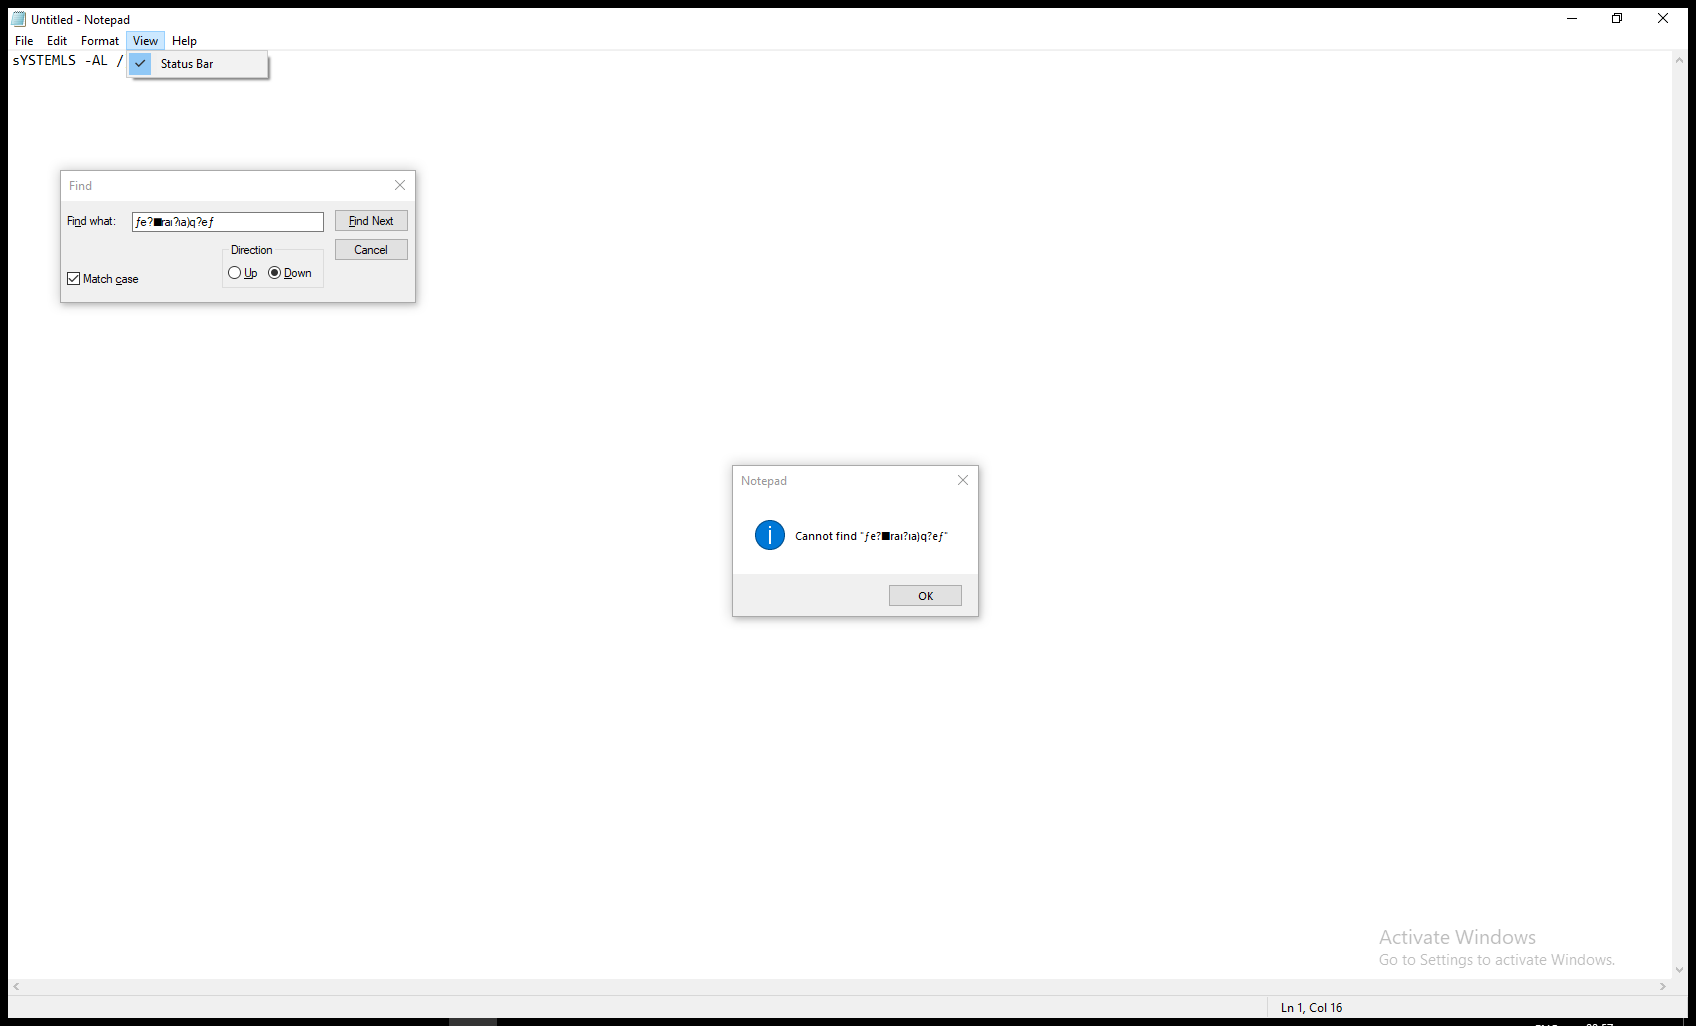 Untitled - Notepad
File Edit Format View Help
sYSTEMLS -AL /
Status Bar
Find
Find what: ƒe?■raı?ıa)q?eƒ Find Next
Direction Cancel
Up Down
Match case
Notepad
Cannot find "ƒe?■raı?ıa)q?eƒ"
OK
Activate Windows
Go to Settings to activate Windows.
Ln 1, Col 16